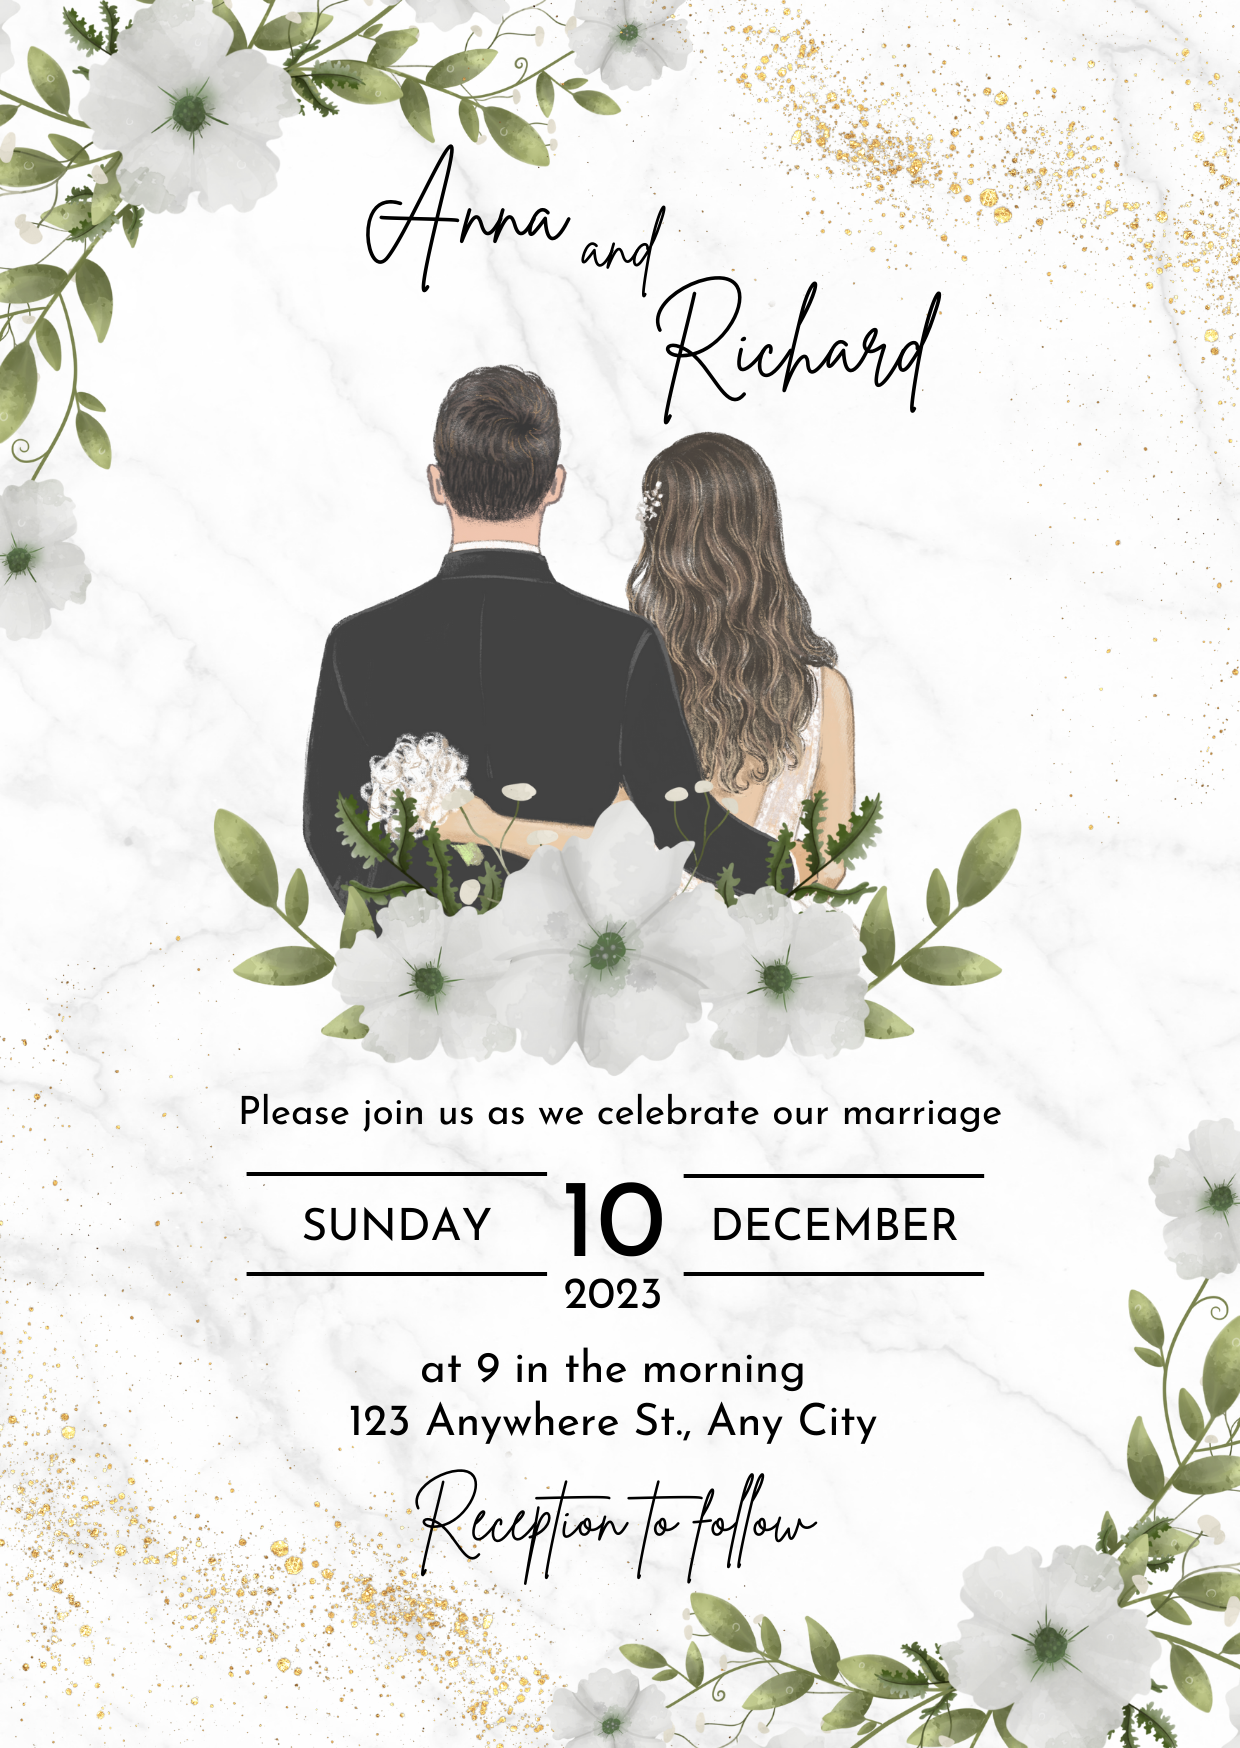 Anna and
Richard
Please join us as we celebrate our marriage
SUNDAY 10 DECEMBER
2023
at 9 in the morning
123 Anywhere St., Any City
Reception to follow